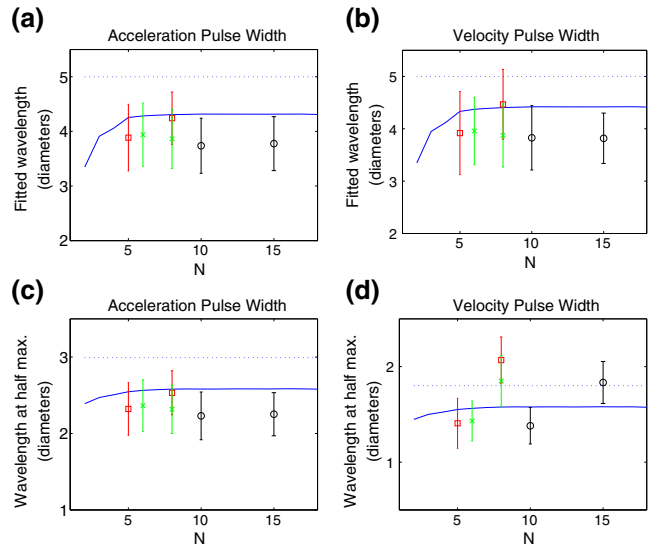 (a)
Acceleration Pulse Width
Fitted wavelength
(diameters)
5
4
3
2
5
10
15
N
(b)
Velocity Pulse Width
Fitted wavelength
(diameters)
5
4
3
2
5
10
15
N
(c)
Acceleration Pulse Width
Wavelength at half max.
(diameters)
3
2
1
5
10
15
N
(d)
Velocity Pulse Width
Wavelength at half max.
(diameters)
2
1
5
10
15
N